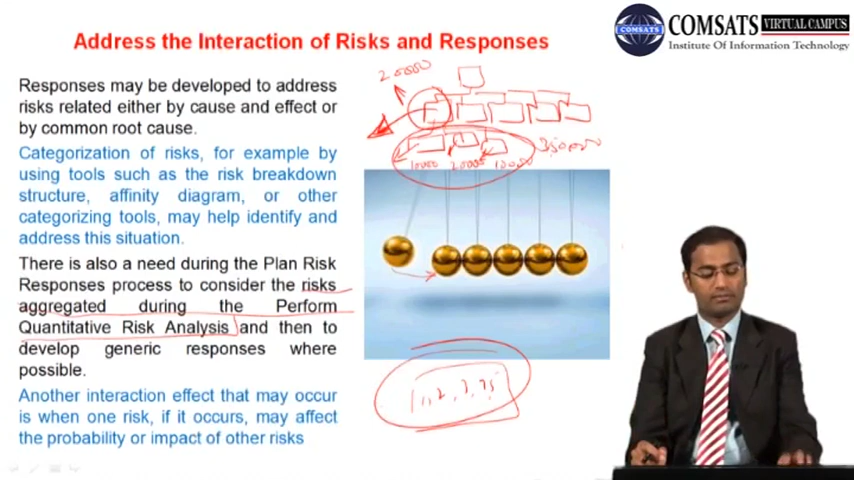 COMSATS VIRTUAL CAMPUS
Institute Of Information Technology
Address the Interaction of Risks and Responses
Responses may be developed to address
risks related either by cause and effect or
by common root cause.
Categorization of risks, for example by
using tools such as the risk breakdown
structure, affinity diagram, or other
categorizing tools, may help identify and
address this situation.
There is also a need during the Plan Risk
Responses process to consider the risks
aggregated during the Perform
Quantitative Risk Analysis and then to
develop generic responses where
possible.
Another interaction effect that may occur
is when one risk, if it occurs, may affect
the probability or impact of other risks